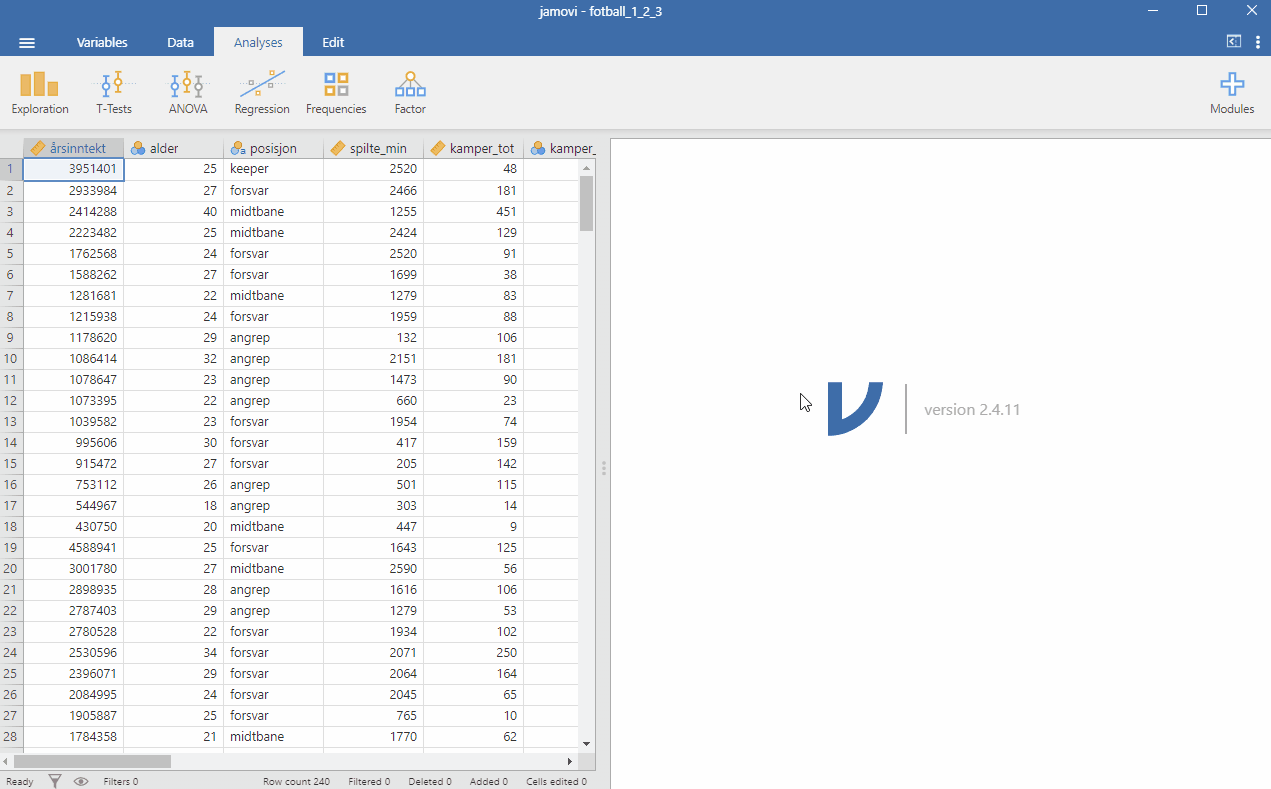 jamovi - fotball_1_2_3
Variables Data Analyses Edit
Exploration T-Tests ANOVA Regression Frequencies Factor Modules
årsinntekt alder posisjon spilte_min kamper_tot kamper_
1 3951401 25 keeper 2520 48
2 2933984 27 forsvar 2466 181
3 2414288 40 midtbane 1255 451
4 2223482 25 midtbane 2424 129
5 1762568 24 forsvar 2520 91
6 1588262 27 forsvar 1699 38
7 1281681 22 midtbane 1279 83
8 1215938 24 forsvar 1959 88
9 1178620 29 angrep 132 106
10 1086414 32 angrep 2151 181
11 1078647 23 angrep 1473 90
12 1073395 22 angrep 660 23
13 1039582 23 forsvar 1954 74
14 995606 30 forsvar 417 159
15 915472 27 forsvar 205 142
16 753112 26 angrep 501 115
17 544967 18 angrep 303 14
18 430750 20 midtbane 447 9
19 4588941 25 forsvar 1643 125
20 3001780 27 midtbane 2590 56
21 2898935 28 angrep 1616 106
22 2787403 29 angrep 1279 53
23 2780528 22 forsvar 1934 102
24 2530596 34 forsvar 2071 250
25 2396071 29 forsvar 2064 164
26 2084995 24 forsvar 2045 65
27 1905887 25 forsvar 765 10
28 1784358 21 midtbane 1770 62
version 2.4.11
Ready Filters 0 Row count 240 Filtered 0 Deleted 0 Added 0 Cells edited 0